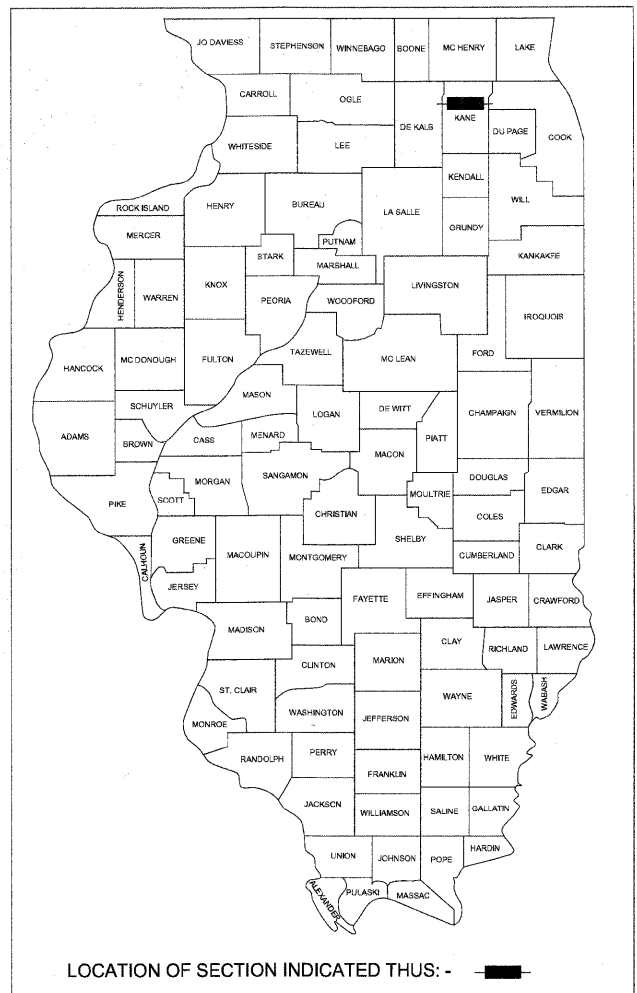 JO DAVIESS STEPHENSON WINNEBAGO BOONE MC HENRY LAKE
CARROLL OGLE DE KALB KANE DU PAGE COOK
WHITESIDE LEE
KENDALL
ROCK ISLAND HENRY BUREAU LA SALLE WILL
MERCER PUTNAM GRUNDY
STARK MARSHALL KANKAKEE
HENDERSON WARREN KNOX PEORIA WOODFORD LIVINGSTON IROQUOIS
HANCOCK MC DONOUGH FULTON TAZEWELL MC LEAN FORD
MASON
SCHUYLER LOGAN DE WITT CHAMPAIGN VERMILION
ADAMS BROWN CASS MENARD MACON PIATT
PIKE SCOTT MORGAN SANGAMON MOULTRIE DOUGLAS EDGAR
CHRISTIAN COLES
CALHOUN GREENE MACOUPIN MONTGOMERY SHELBY CUMBERLAND CLARK
JERSEY FAYETTE EFFINGHAM JASPER CRAWFORD
MADISON BOND
CLINTON MARION CLAY RICHLAND LAWRENCE
ST. CLAIR WAYNE EDWARDS WABASH
MONROE WASHINGTON JEFFERSON
RANDOLPH PERRY HAMILTON WHITE
FRANKLIN
JACKSON WILLIAMSON SALINE GALLATIN
UNION JOHNSON POPE HARDIN
ALEXANDER PULASKI MASSAC
LOCATION OF SECTION INDICATED THUS: -